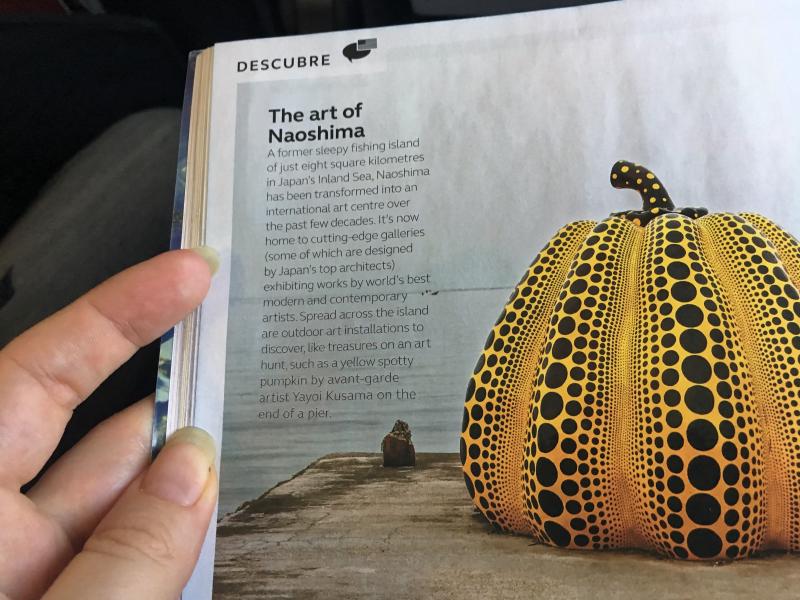 DESCUBRE
The art of
Naoshima
A former sleepy fishing island
of just eight square kilometres
in Japan's Inland Sea, Naoshima
has been transformed into an
international art centre over
the past few decades. It's now
home to cutting-edge galleries
(some of which are designed
by Japan's top architects)
exhibiting works by world's best
modern and contemporary
artists. Spread across the island
are outdoor art installations to
discover, like treasures on an art
hunt, such as a yellow spotty
pumpkin by avant-garde
artist Yayoi Kusama on the
end of a pier.